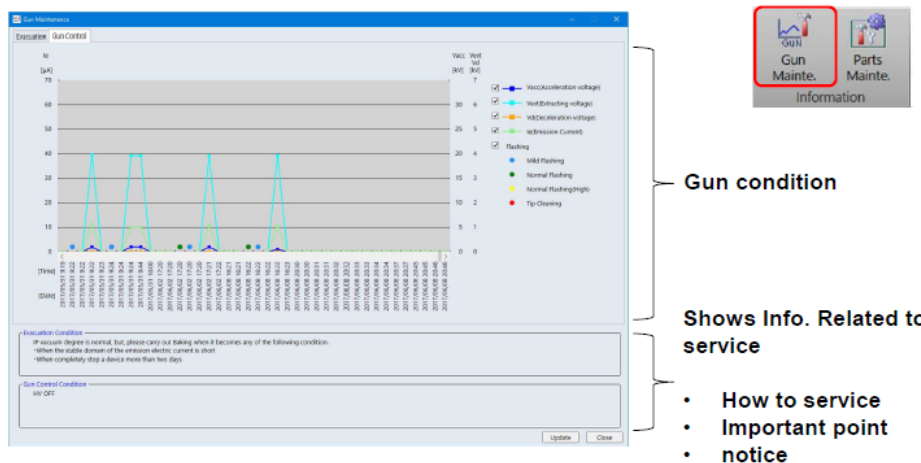 Gun Maintenance
Evacuation Gun Control
Ie
[μA]
Vacc Vext
Vd
[kV] [kV]
70 7
60 30 6
50 25 5
40 20 4
30 15 3
20 10 2
10 5 1
0 0 0
Vacc(Acceleration voltage)
Vext(Extracting voltage)
Vd(Deceleration voltage)
Ie(Emission Current)
Flashing
Mild Flashing
Normal Flashing
Normal Flashing(High)
Tip Cleaning
[Time]
[Date]
Evacuation Condition
IP vacuum degree is normal, but, please carry out Baking when it becomes any of the following condition.
-When the stable domain of the emission electric current is short
-When completely stop a device more than two days
Gun Control Condition
HV OFF
Update Close
GUN
Gun
Mainte.
Parts
Mainte.
Information
Gun condition
Shows Info. Related to
service
• How to service
• Important point
• notice